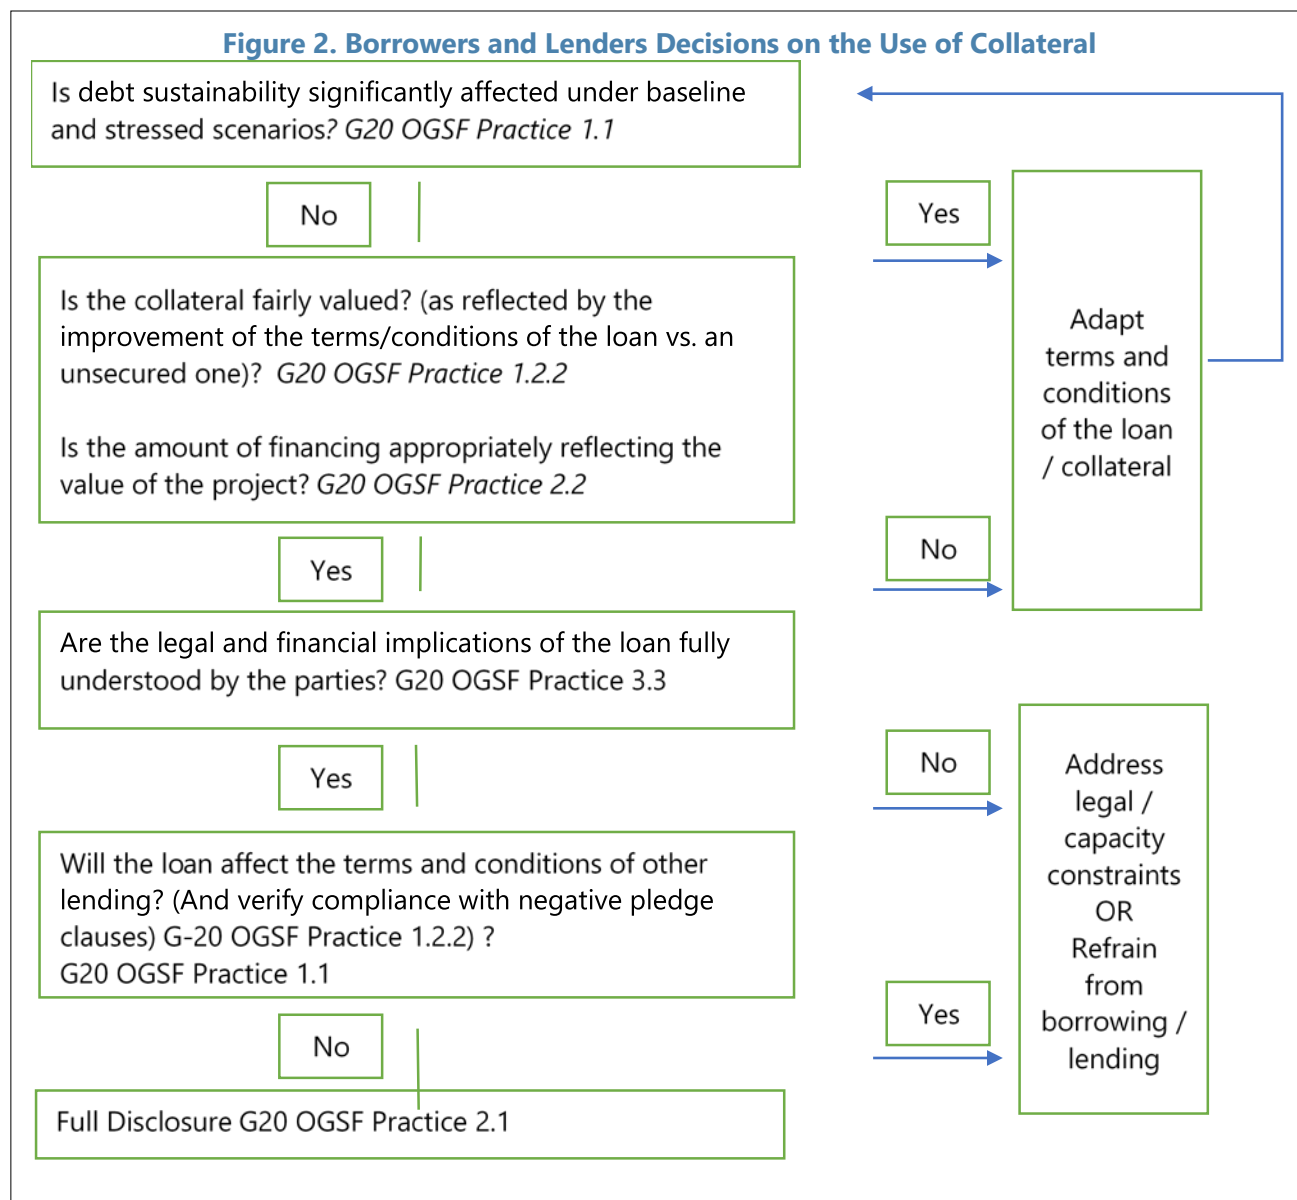 Figure 2. Borrowers and Lenders Decisions on the Use of Collateral
Is debt sustainability significantly affected under baseline
and stressed scenarios? G20 OGSF Practice 1.1
No
Yes
Is the collateral fairly valued? (as reflected by the
improvement of the terms/conditions of the loan vs. an
unsecured one)? G20 OGSF Practice 1.2.2
Is the amount of financing appropriately reflecting the
value of the project? G20 OGSF Practice 2.2
Adapt
terms and
conditions
of the loan
/ collateral
No
Yes
Are the legal and financial implications of the loan fully
understood by the parties? G20 OGSF Practice 3.3
No
Yes
Will the loan affect the terms and conditions of other
lending? (And verify compliance with negative pledge
clauses) G-20 OGSF Practice 1.2.2) ?
G20 OGSF Practice 1.1
Address
legal /
capacity
constraints
OR
Refrain
from
borrowing /
lending
Yes
No
Full Disclosure G20 OGSF Practice 2.1